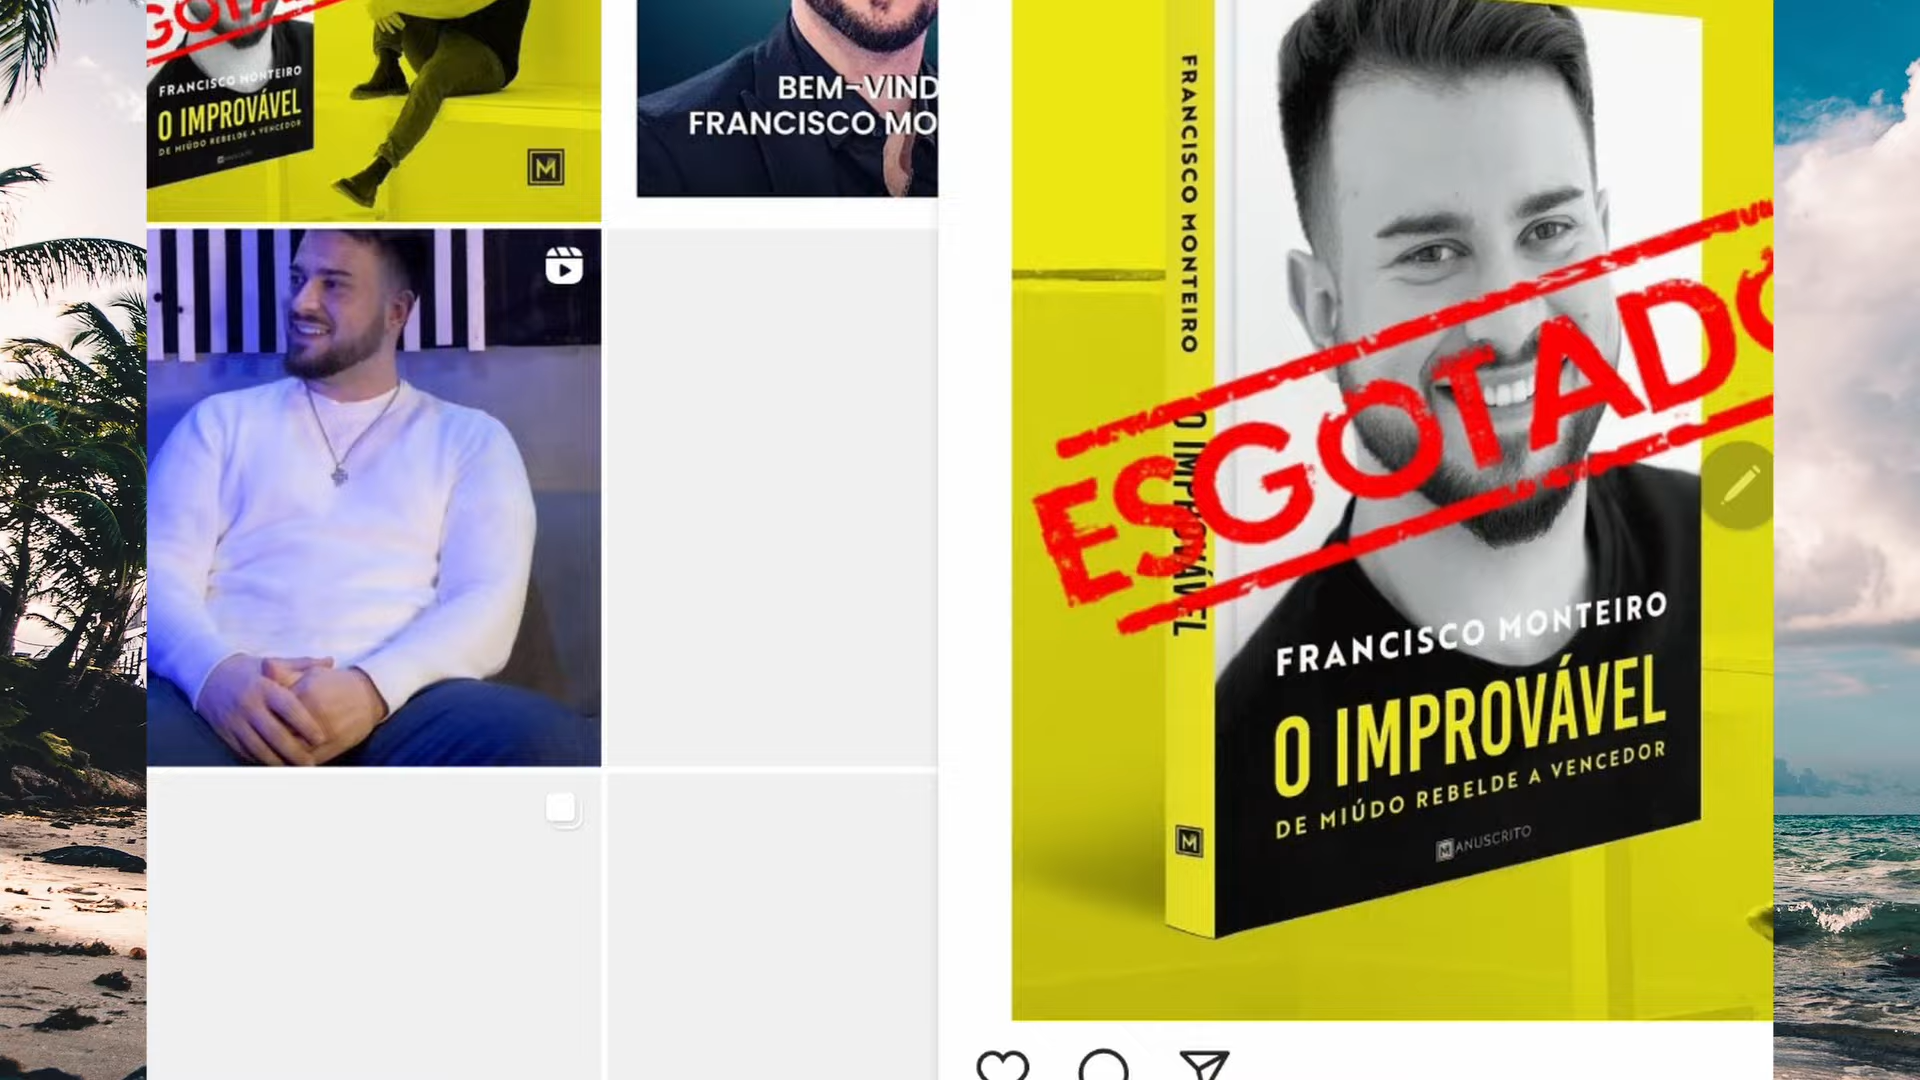 FRANCISCO MONTEIRO
O IMPROVÁVEL
DE MIÚDO REBELDE A VENCEDOR
M
BEM-VIND
FRANCISCO MO
FRANCISCO MONTEIRO
O IMPROVÁVEL
M
ESGOTADO
FRANCISCO MONTEIRO
O IMPROVÁVEL
DE MIÚDO REBELDE A VENCEDOR
MANUSCRITO